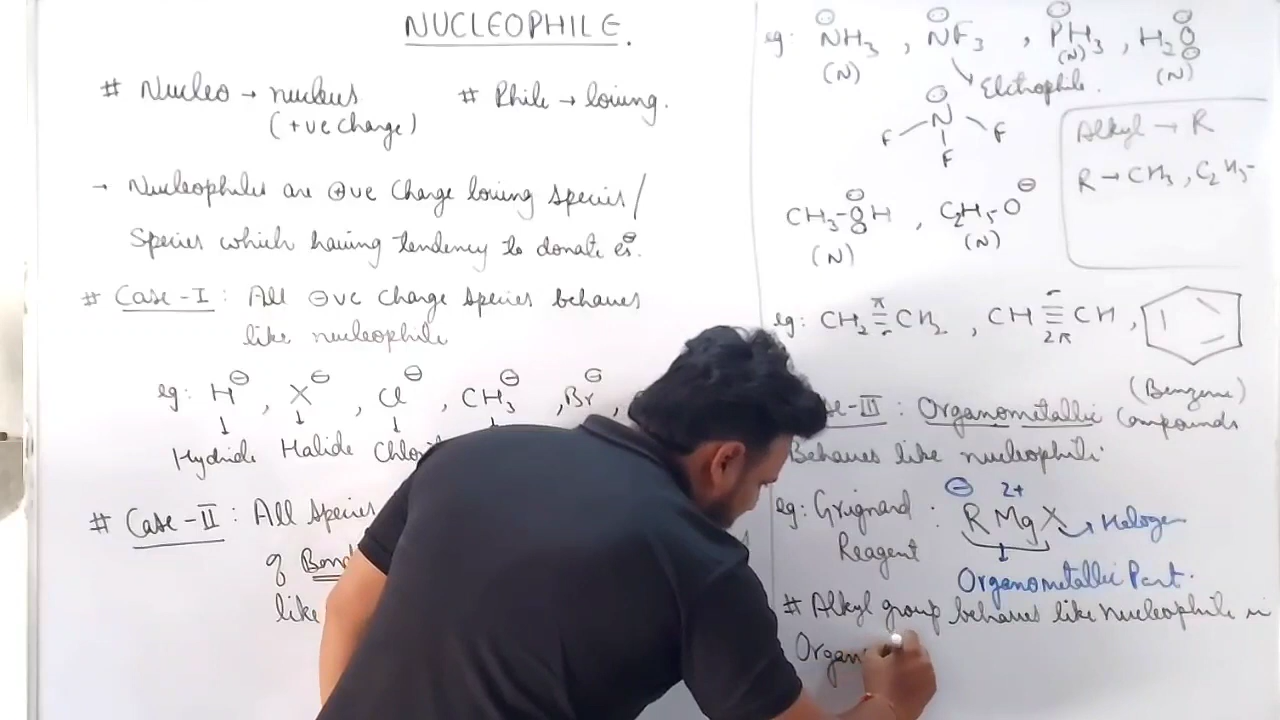 NUCLEOPHILE.
# Nucleo → nucleus
(+ve charge)
# Phile → loving.
→ Nucleophiles are ⊕ve charge loving species/
Species which having tendency to donate es⊖.
# Case-I : All ⊖ve charge species behaves
like nucleophile
eg: H⊖ , X⊖ , Cl⊖ , CH3⊖ , Br⊖ ,
Hydride Halide
# Case-II : All species
of
like
eg: NH3 , NF3 , PH3 , H2O
(N) (N) (N)
→ Elctrophile.
N
F F
F
Alkyl → R
R → CH3 , C2H5-
CH3-OH , C2H5-O⊖
(N) (N)
eg: CH2=CH2 , CH≡CH ,
π 2π
(Benzene)
-III : Organometallic Compounds
Behaves like nucleophile.
eg: Grignard : ⊖ 2+
Reagent RMgX → Halogen
Organometallic Part.
# Alkyl group behaves like nucleophile in
Organ